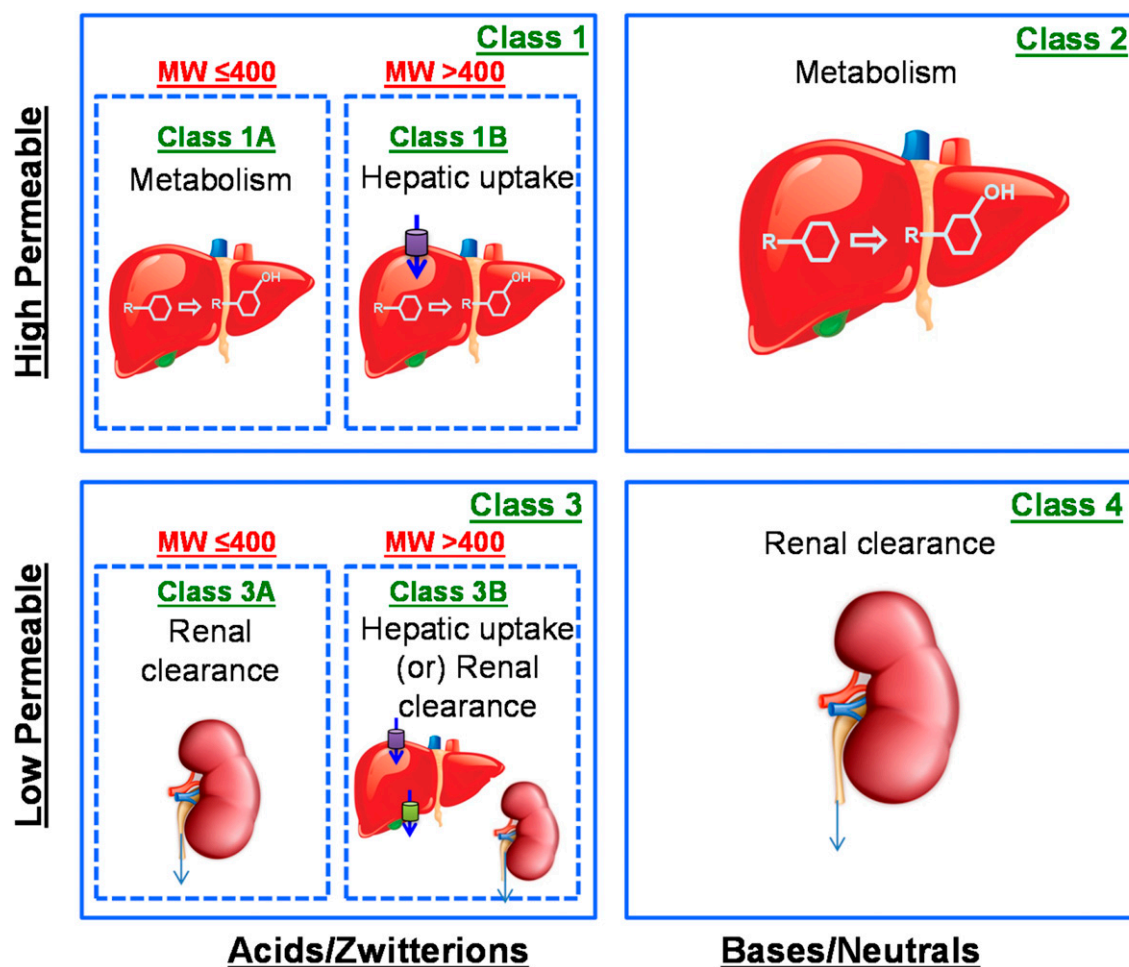 High Permeable
Class 1
MW ≤400
Class 1A
Metabolism
R
R
OH
MW >400
Class 1B
Hepatic uptake
R
R
OH
Class 2
Metabolism
R
R
OH
Low Permeable
Class 3
MW ≤400
Class 3A
Renal
clearance
MW >400
Class 3B
Hepatic uptake
(or) Renal
clearance
Class 4
Renal clearance
Acids/Zwitterions
Bases/Neutrals